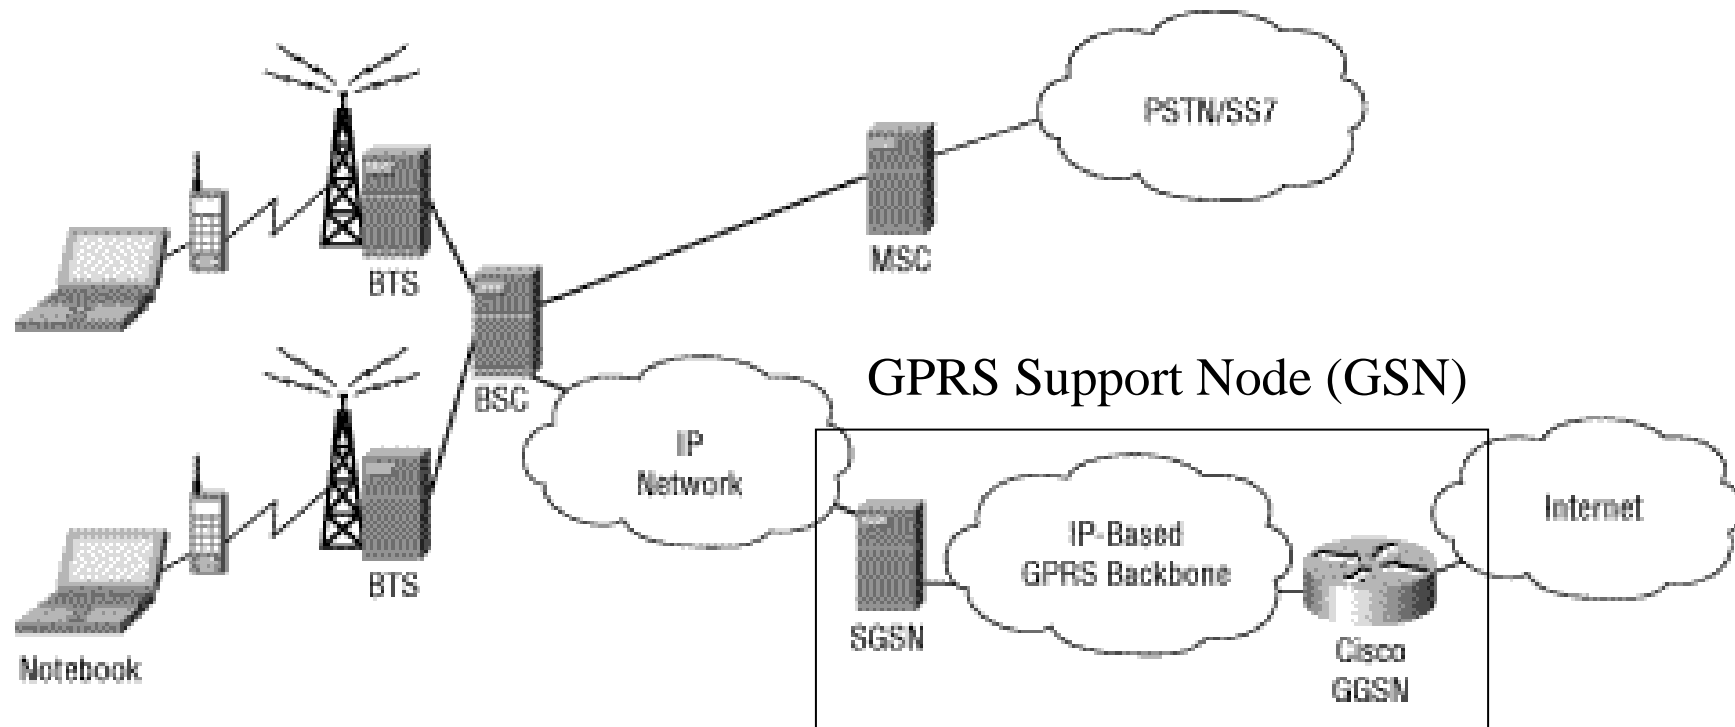 PSTN/SS7
MSC
BTS
BSC
GPRS Support Node (GSN)
IP
Network
Internet
IP-Based
GPRS Backbone
BTS
SGSN
Cisco
GGSN
Notebook